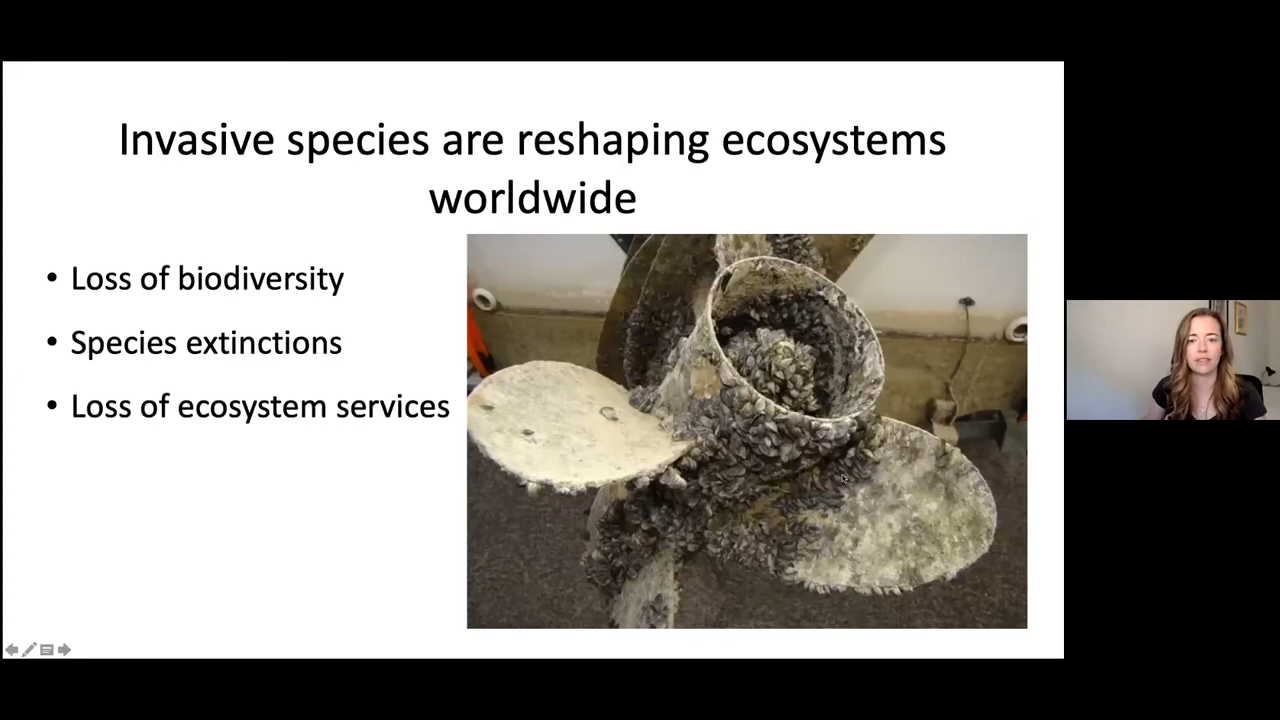 Invasive species are reshaping ecosystems
worldwide
• Loss of biodiversity
• Species extinctions
• Loss of ecosystem services